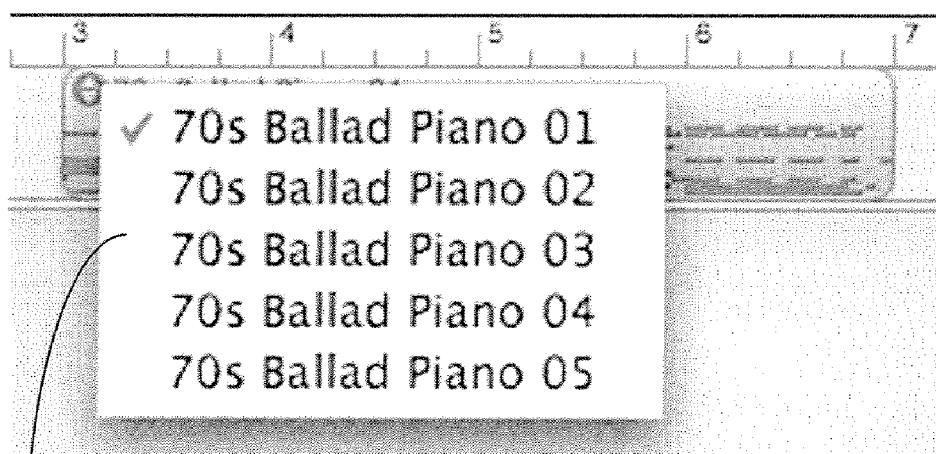 3 4 5 6 7
70s Ballad Piano 01
70s Ballad Piano 02
70s Ballad Piano 03
70s Ballad Piano 04
70s Ballad Piano 05